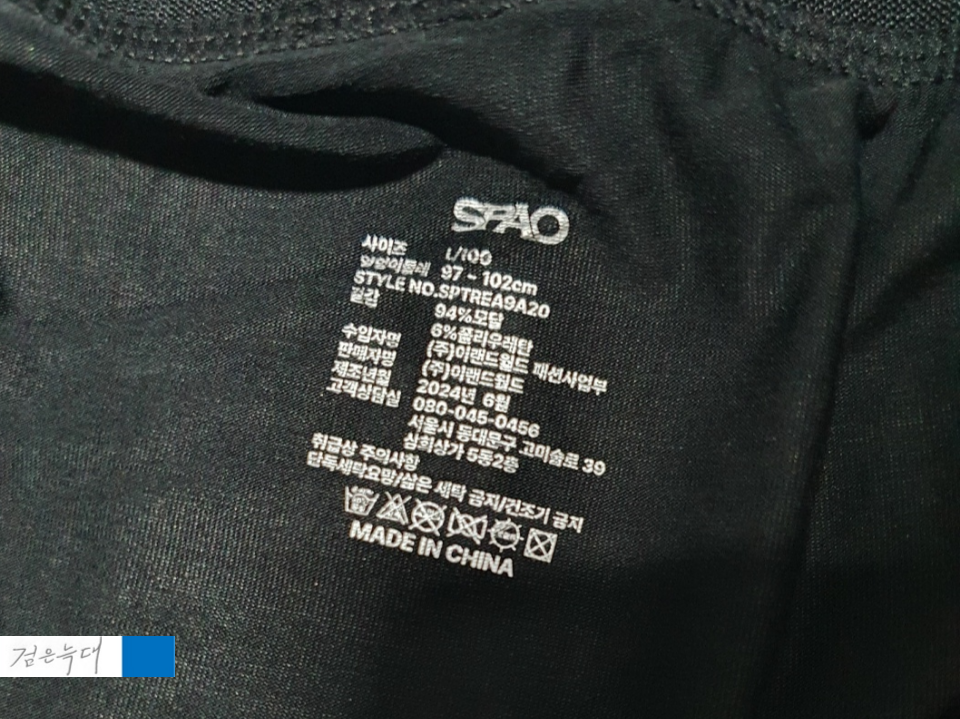 SPAO
사이즈 L/100
엉덩이둘레 97 ~ 102cm
STYLE NO.SPTREA9A20
겉감 94%모달
6%폴리우레탄
수입자명 (주)이랜드월드 패션사업부
판매자명 (주)이랜드월드
제조년월 2024년 6월
고객상담실 080-045-0456
서울시 동대문구 고미술로 39
삼희상가 5동2층
취급상 주의사항
단독세탁요망/삶은 세탁 금지/건조기 금지
MADE IN CHINA
검은늑대